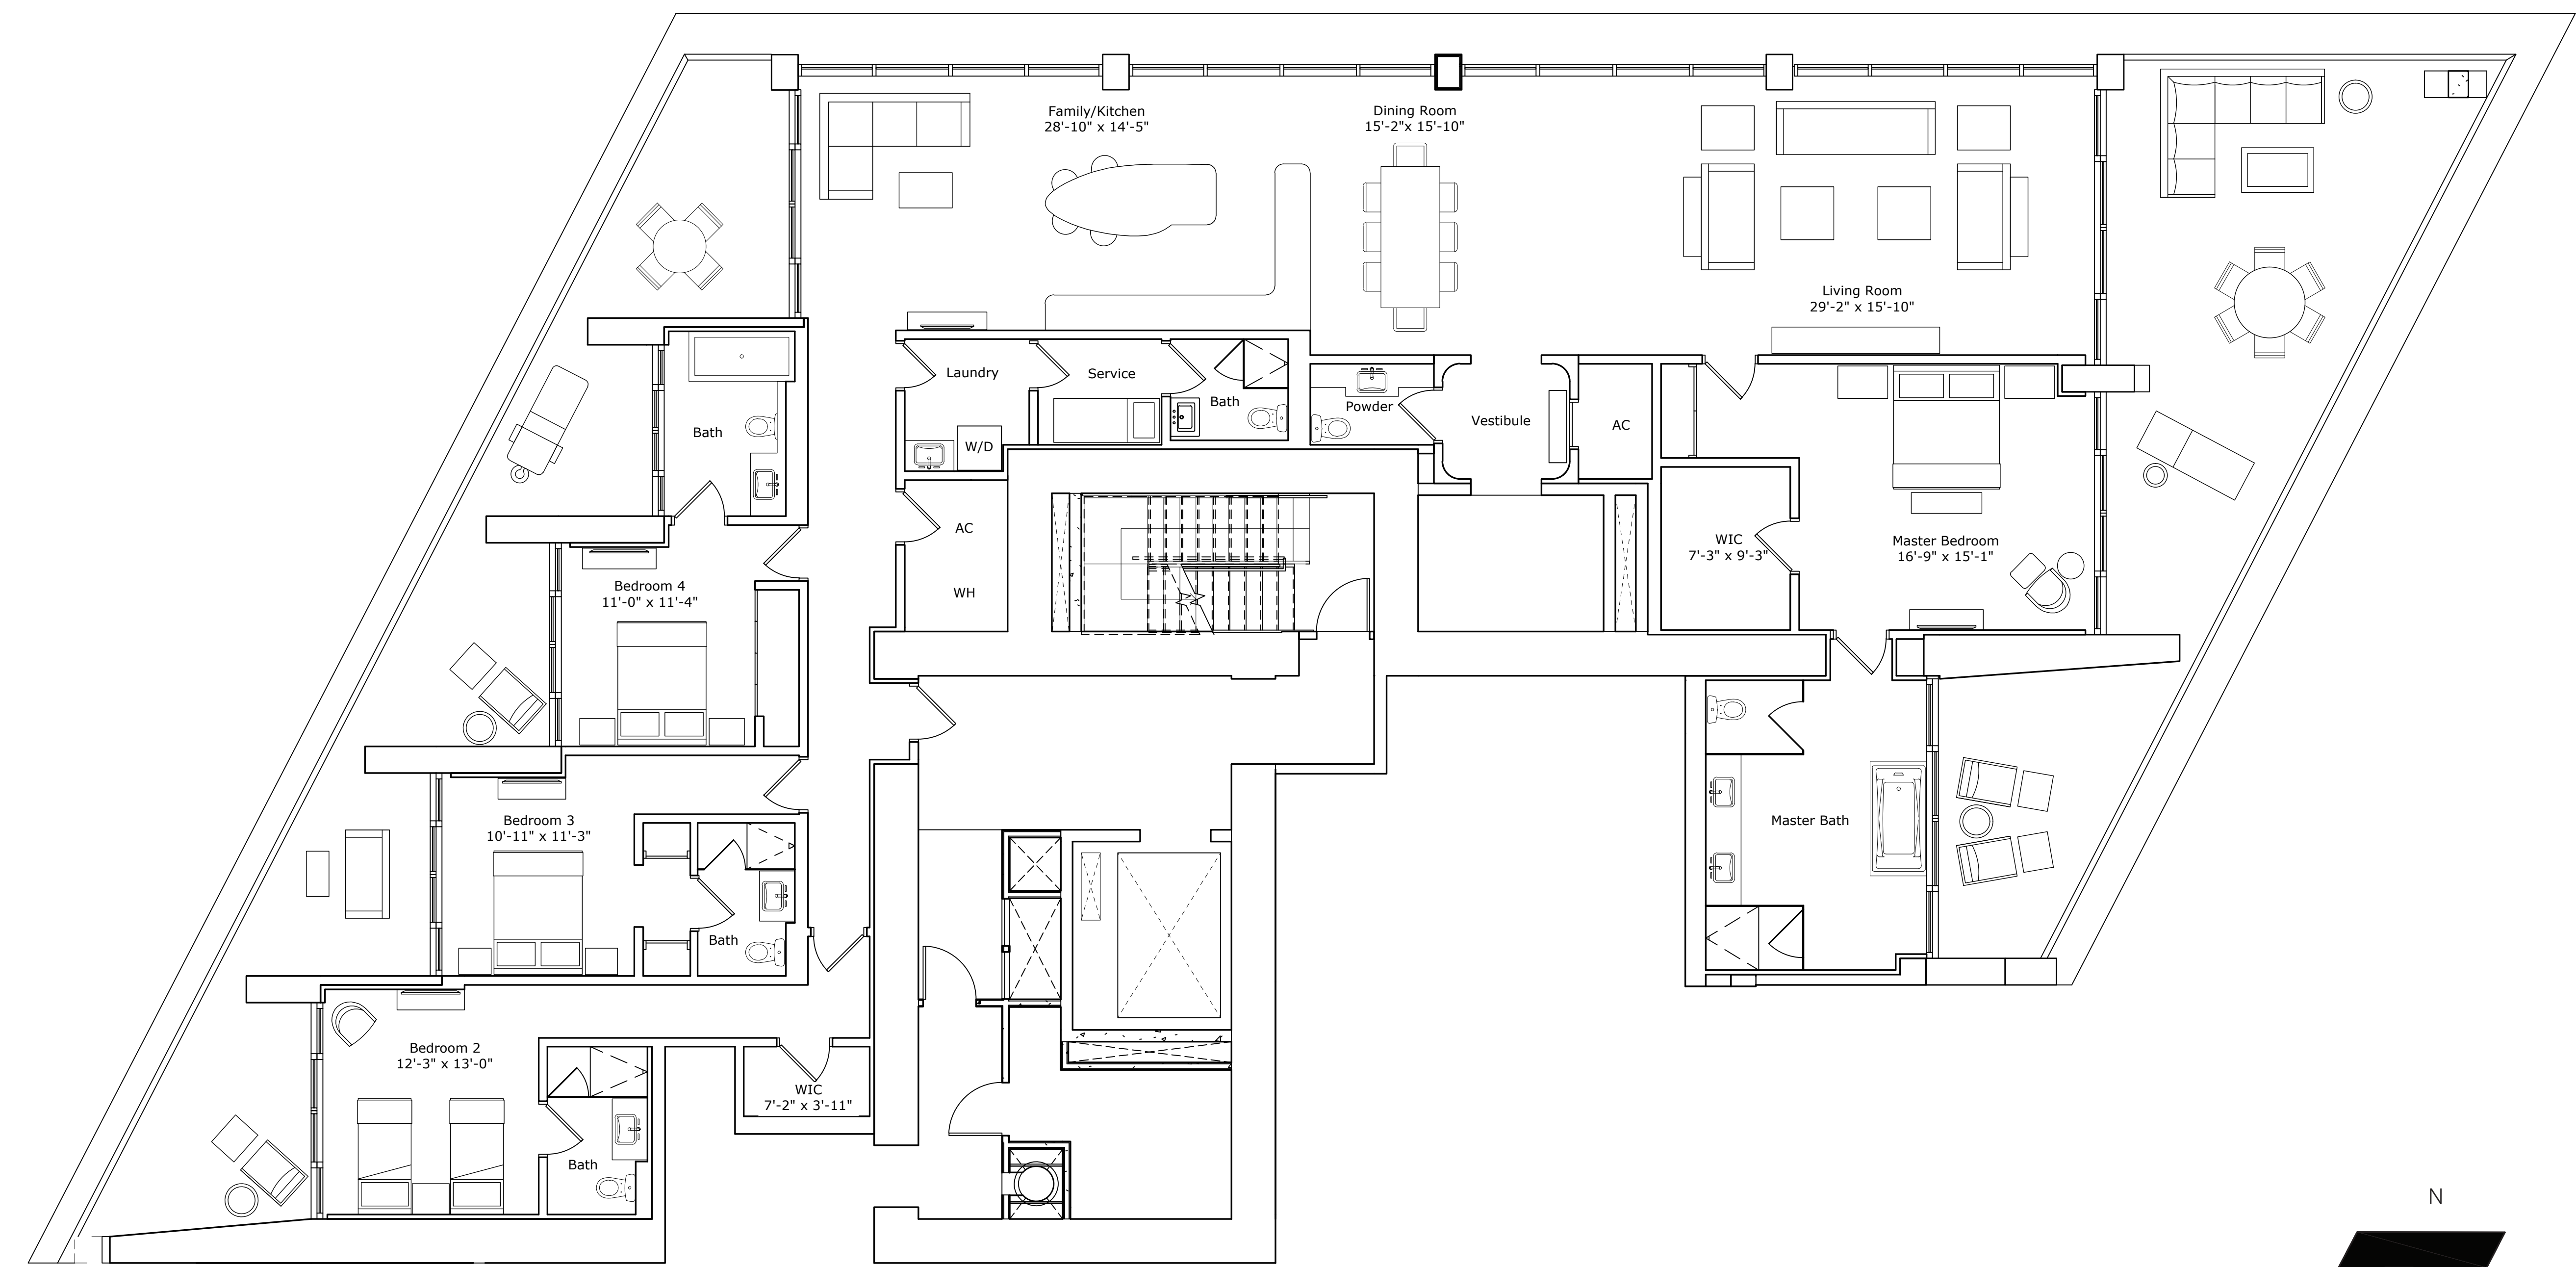 Family/Kitchen
28'-10" x 14'-5"
Dining Room
15'-2"x 15'-10"
Living Room
29'-2" x 15'-10"
Laundry
Service
Bath
W/D
Powder
Vestibule
AC
Bath
AC
WH
WIC
7'-3" x 9'-3"
Master Bedroom
16'-9" x 15'-1"
Bedroom 4
11'-0" x 11'-4"
Bedroom 3
10'-11" x 11'-3"
Bath
Master Bath
Bedroom 2
12'-3" x 13'-0"
WIC
7'-2" x 3'-11"
Bath
N